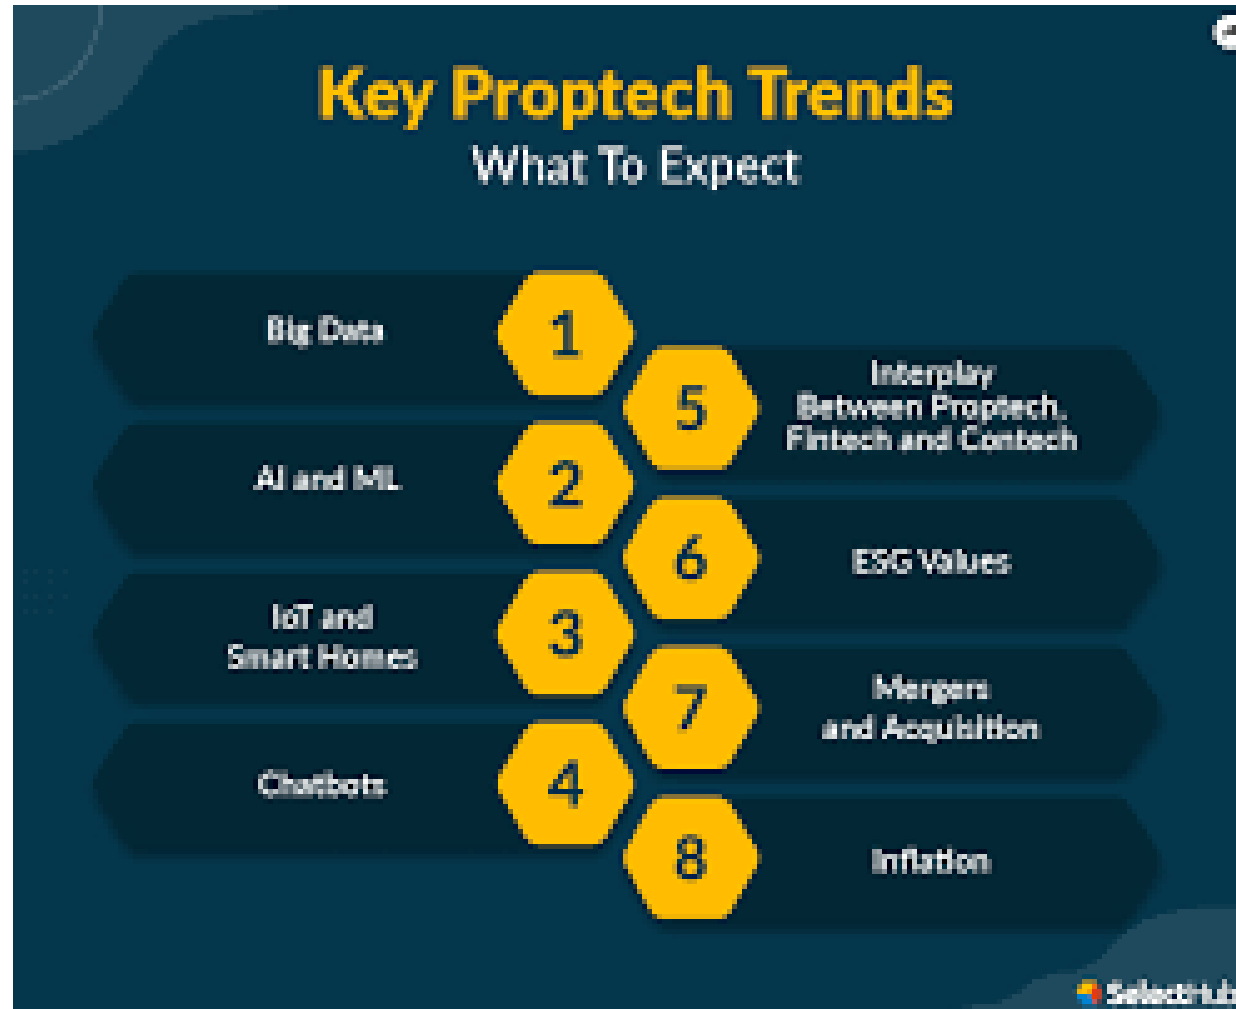 Key Proptech Trends
What To Expect
Big Data
1
AI and ML
2
IoT and
Smart Homes
3
Chatbots
4
5
Interplay
Between Proptech,
Fintech and Contech
6
ESG Values
7
Mergers
and Acquisition
8
Inflation
SelectHub